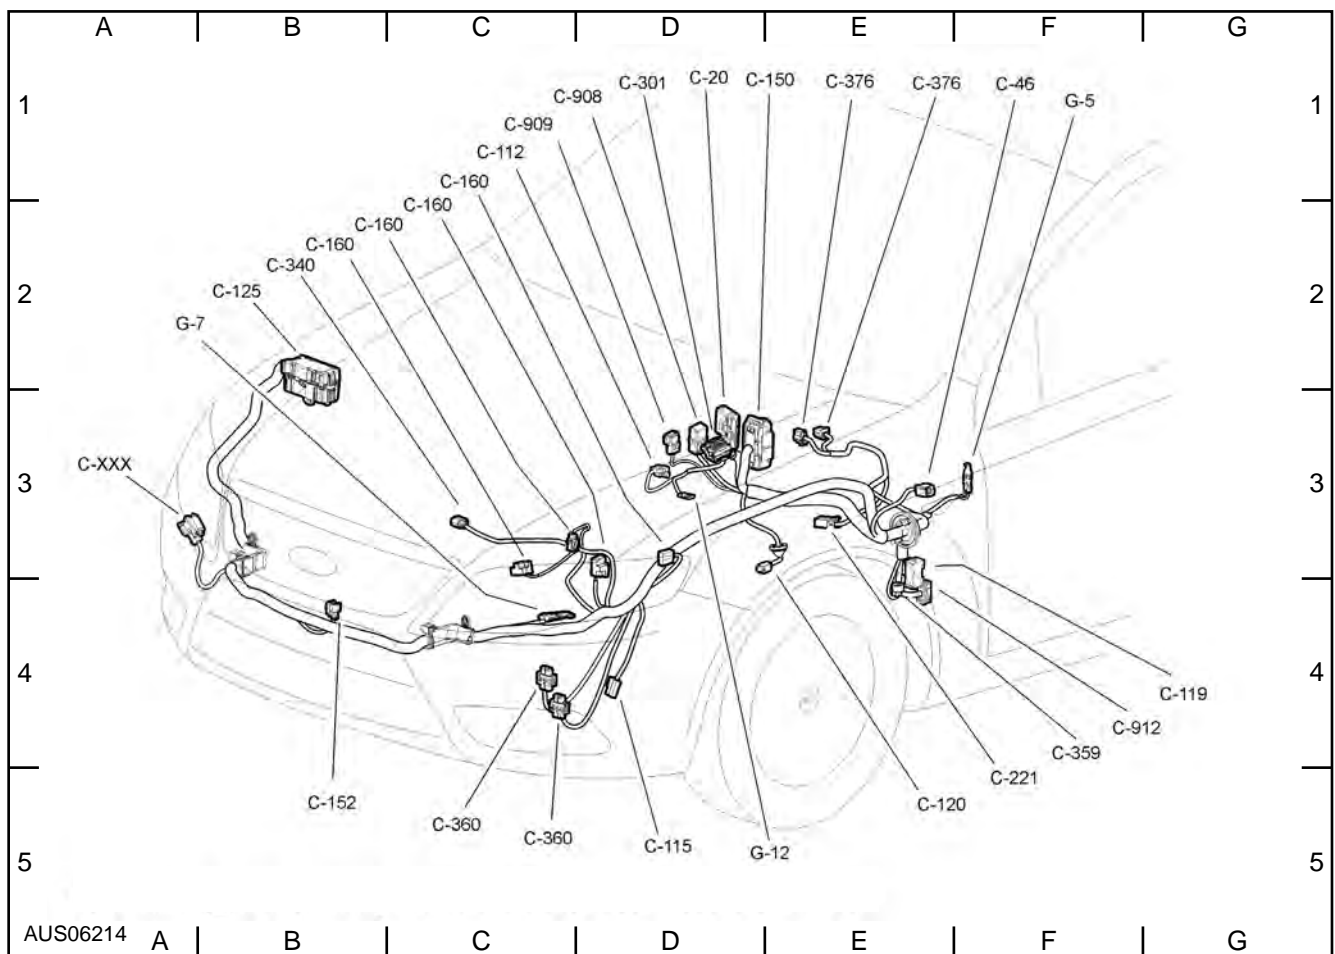 A B C D E F G
C-301 C-20 C-150 C-376 C-376 C-46
C-908
G-5
1 1
C-909
C-112
C-160
C-160
C-160
C-160
C-340
C-125
2 2
G-7
C-XXX
3 3
4 4
C-119
C-912
C-359
C-221
C-152
C-120
C-360
C-360
C-115
G-12
5 5
AUS06214
A B C D E F G